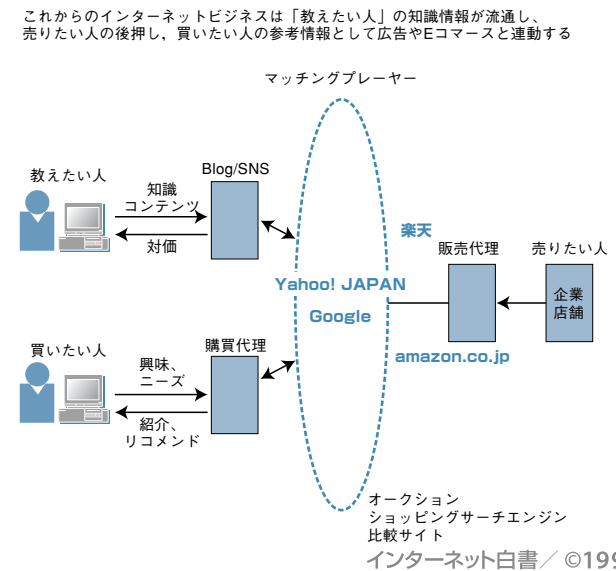 これからのインターネットビジネスは「教えたい人」の知識情報が流通し、
売りたい人の後押し，買いたい人の参考情報として広告やEコマースと連動する
マッチングプレーヤー
教えたい人
知識
コンテンツ
対価
Blog/SNS
楽天
販売代理
売りたい人
企業
店舗
Yahoo! JAPAN
Google
amazon.co.jp
買いたい人
興味、
ニーズ
紹介、
リコメンド
購買代理
オークション
ショッピングサーチエンジン
比較サイト
インターネット白書／ ©199